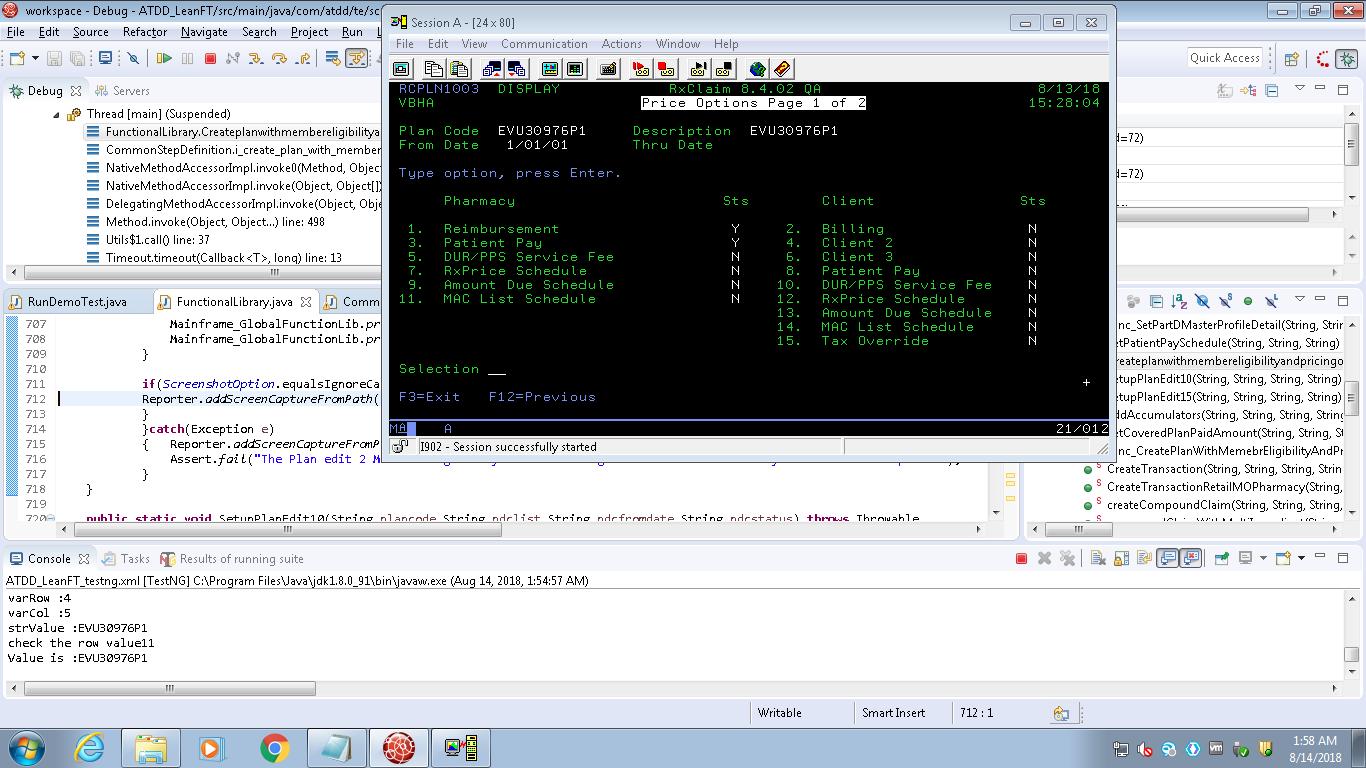 workspace - Debug - ATDD_LeanFT/src/main/java/com/atdd/te/sc
File Edit Source Refactor Navigate Search Project Run
Quick Access
Debug Servers
Thread [main] (Suspended)
FunctionalLibrary.Createplanwithmembereligibilitya
CommonStepDefinition.i_create_plan_with_membe
NativeMethodAccessorImpl.invoke0(Method, Objec
NativeMethodAccessorImpl.invoke(Object, Object[])
DelegatingMethodAccessorImpl.invoke(Object, Obj
Method.invoke(Object, Object...) line: 498
Utils$1.call() line: 37
Timeout.timeout(Callback<T>, long) line: 13
d=72)
d=72)
Session A - [24 x 80]
File Edit View Communication Actions Window Help
RCPLN1003 DISPLAY RxClaim 8.4.02 QA 8/13/18
VBHA Price Options Page 1 of 2 15:28:04
Plan Code EVU30976P1 Description EVU30976P1
From Date 1/01/01 Thru Date
Type option, press Enter.
Pharmacy Sts Client Sts
1. Reimbursement Y 2. Billing N
3. Patient Pay Y 4. Client 2 N
5. DUR/PPS Service Fee N 6. Client 3 N
7. RxPrice Schedule N 8. Patient Pay N
9. Amount Due Schedule N 10. DUR/PPS Service Fee N
11. MAC List Schedule N 12. RxPrice Schedule N
13. Amount Due Schedule N
14. MAC List Schedule N
15. Tax Override N
Selection __
+
F3=Exit F12=Previous
MA A 21/012
I902 - Session successfully started
RunDemoTest.java FunctionalLibrary.java Comm
707 Mainframe_GlobalFunctionLib.pr
708 Mainframe_GlobalFunctionLib.pr
709 }
710
711 if(ScreenshotOption.equalsIgnoreCa
712 Reporter.addScreenCaptureFromPath(
713 }
714 }catch(Exception e)
715 { Reporter.addScreenCaptureFromP
716 Assert.fail("The Plan edit 2 M
717 }
718 }
719
720 public static void SetupPlanEdit10(String plancode,String ndclist,String ndcfromdate,String ndcstatus) throws Throwable
nc_SetPartDMasterProfileDetail(String, String,
etPatientPaySchedule(String, String, String, St
reateplanwithmembereligibilityandpricingo
etupPlanEdit10(String, String, String, String)
etupPlanEdit15(String, String, String, String)
ddAccumulators(String, String, String, String,
etCoveredPlanPaidAmount(String, String, Strin
nc_CreatePlanWithMemebrEligibilityAndPr
CreateTransaction(String, String, String, String
CreateTransactionRetailMOPharmacy(String,
createCompoundClaim(String, String, String,
Console Tasks Results of running suite
ATDD_LeanFT_testng.xml [TestNG] C:\Program Files\Java\jdk1.8.0_91\bin\javaw.exe (Aug 14, 2018, 1:54:57 AM)
varRow :4
varCol :5
strValue :EVU30976P1
check the row value11
Value is :EVU30976P1
Writable Smart Insert 712 : 1
1:58 AM
8/14/2018